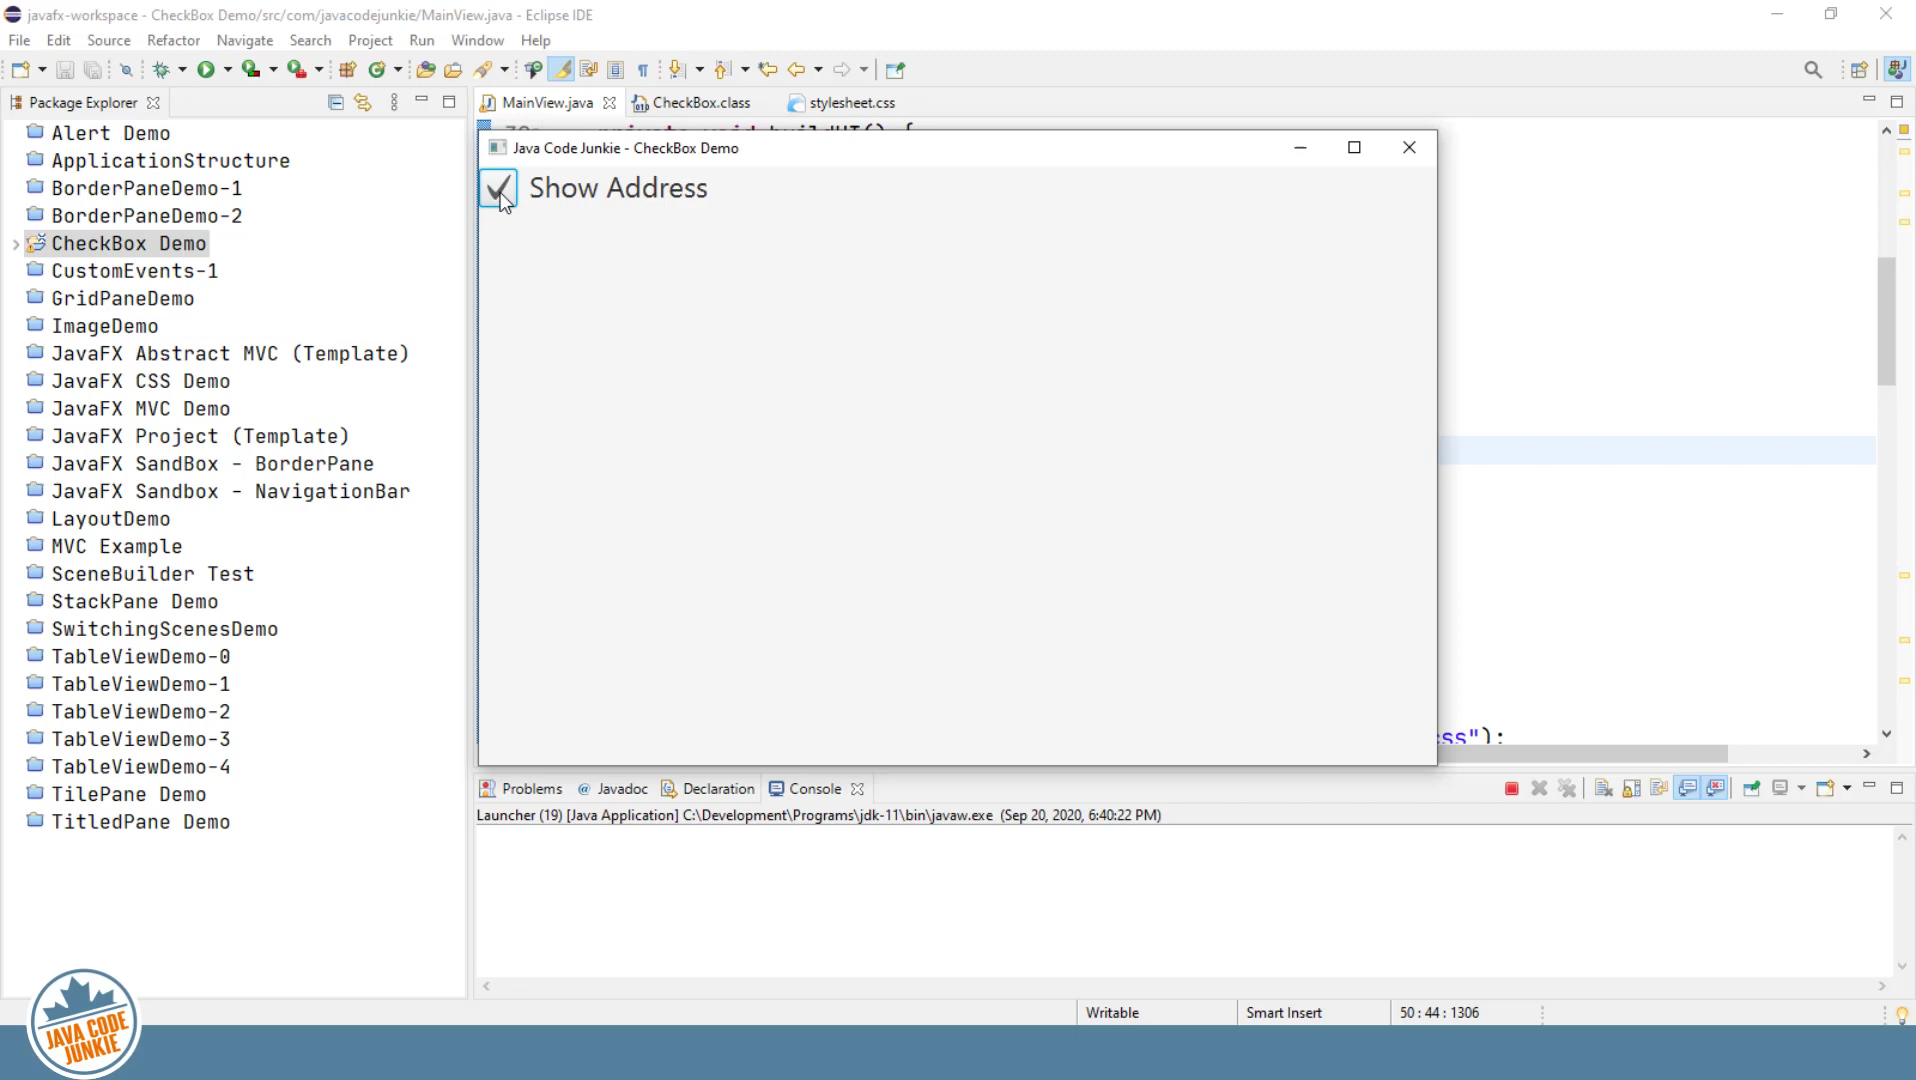 javafx-workspace - CheckBox Demo/src/com/javacodejunkie/MainView.java - Eclipse IDE
File Edit Source Refactor Navigate Search Project Run Window Help
Package Explorer
MainView.java CheckBox.class stylesheet.css
Alert Demo
ApplicationStructure
BorderPaneDemo-1
BorderPaneDemo-2
CheckBox Demo
CustomEvents-1
GridPaneDemo
ImageDemo
JavaFX Abstract MVC (Template)
JavaFX CSS Demo
JavaFX MVC Demo
JavaFX Project (Template)
JavaFX SandBox - BorderPane
JavaFX Sandbox - NavigationBar
LayoutDemo
MVC Example
SceneBuilder Test
StackPane Demo
SwitchingScenesDemo
TableViewDemo-0
TableViewDemo-1
TableViewDemo-2
TableViewDemo-3
TableViewDemo-4
TilePane Demo
TitledPane Demo
private void buildUI() {
Java Code Junkie - CheckBox Demo
Show Address
ss");
Problems @ Javadoc Declaration Console
Launcher (19) [Java Application] C:\Development\Programs\jdk-11\bin\javaw.exe (Sep 20, 2020, 6:40:22 PM)
Writable Smart Insert 50 : 44 : 1306
JAVA CODE
JUNKIE